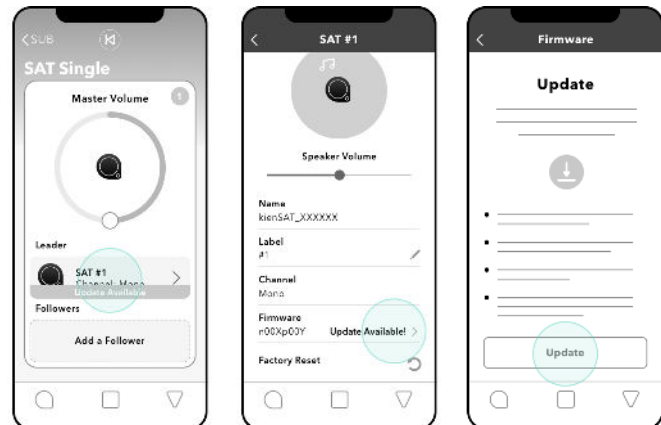 SUB
SAT Single
Master Volume
1
Leader
SAT #1
Channel: Mono
Update Available
Followers
Add a Follower
SAT #1
Speaker Volume
Name
kienSAT_XXXXXX
Label
#1
Channel
Mono
Firmware
n00Xp00Y Update Available!
Factory Reset
Firmware
Update
Update